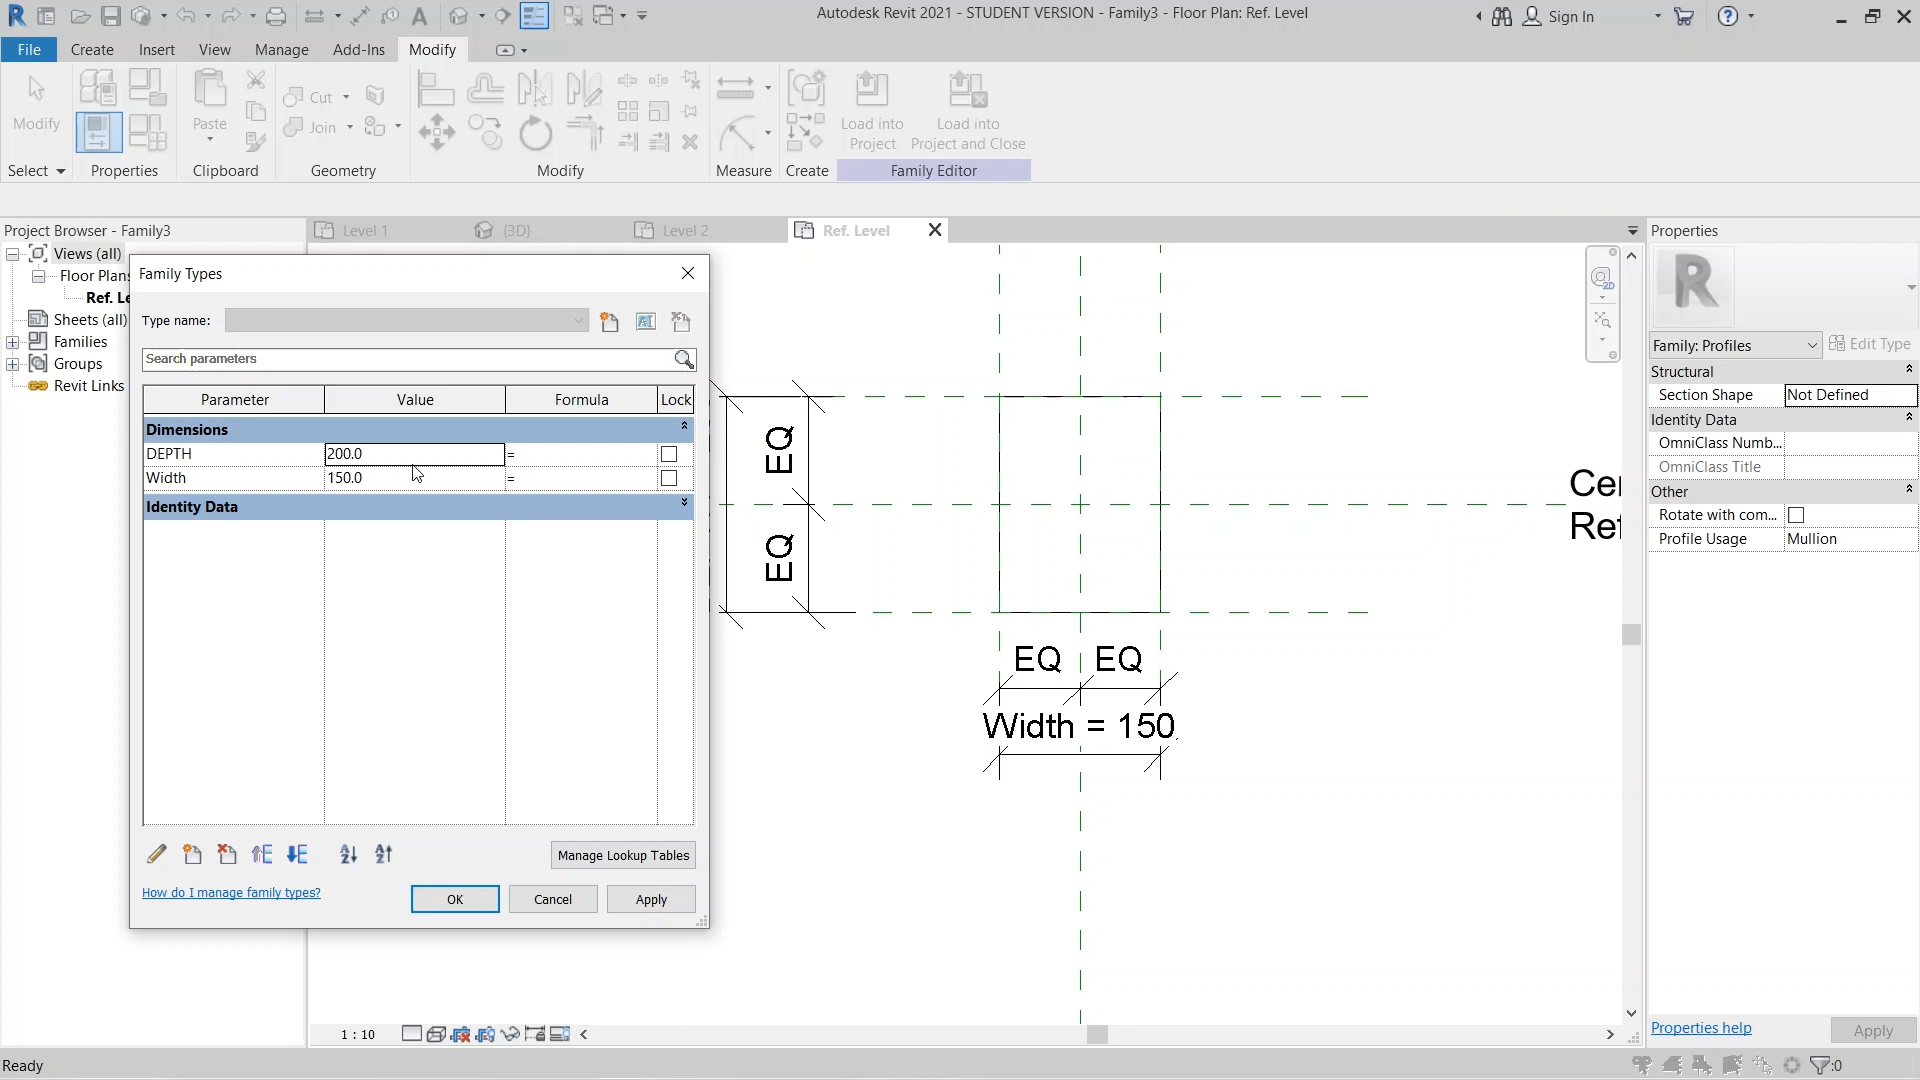 Autodesk Revit 2021 - STUDENT VERSION - Family3 - Floor Plan: Ref. Level
Sign In
File
Create
Insert
View
Manage
Add-Ins
Modify
Modify
Paste
Cut
Join
Load into
Project
Load into
Project and Close
Select
Properties
Clipboard
Geometry
Modify
Measure
Create
Family Editor
Project Browser - Family3
Views (all)
Floor Plans
Ref. Le
Sheets (all)
Families
Groups
Revit Links
Level 1
(3D)
Level 2
Ref. Level
Family Types
Type name:
Search parameters
Parameter
Value
Formula
Lock
Dimensions
DEPTH
200.0
=
Width
150.0
=
Identity Data
Manage Lookup Tables
How do I manage family types?
OK
Cancel
Apply
EQ
EQ
EQ
EQ
Width = 150
Cer
Ref
2D
Properties
Family: Profiles
Edit Type
Structural
Section Shape
Not Defined
Identity Data
OmniClass Numb...
OmniClass Title
Other
Rotate with com...
Profile Usage
Mullion
Properties help
Apply
1 : 10
Ready
:0